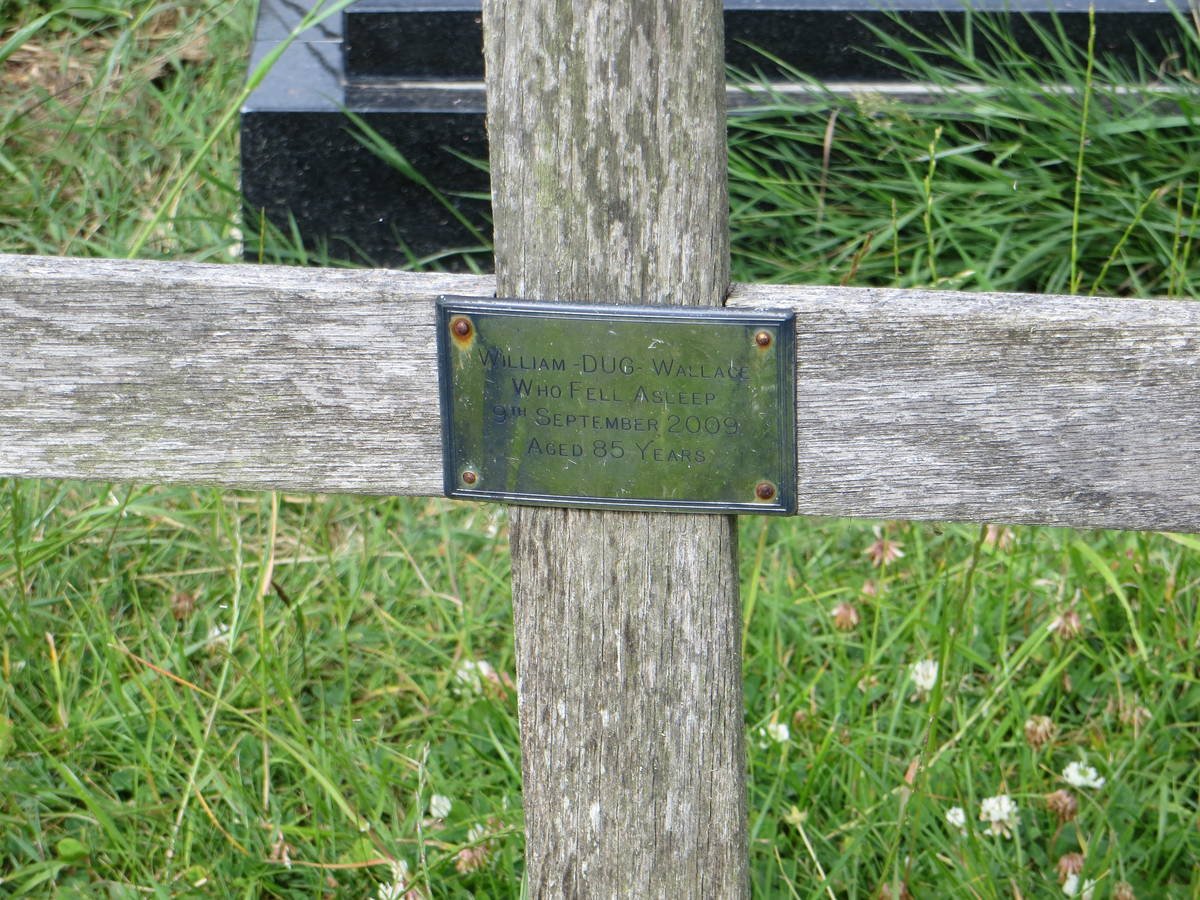 William -DUG- Wallace
Who Fell Asleep
9th September 2009
Aged 85 Years